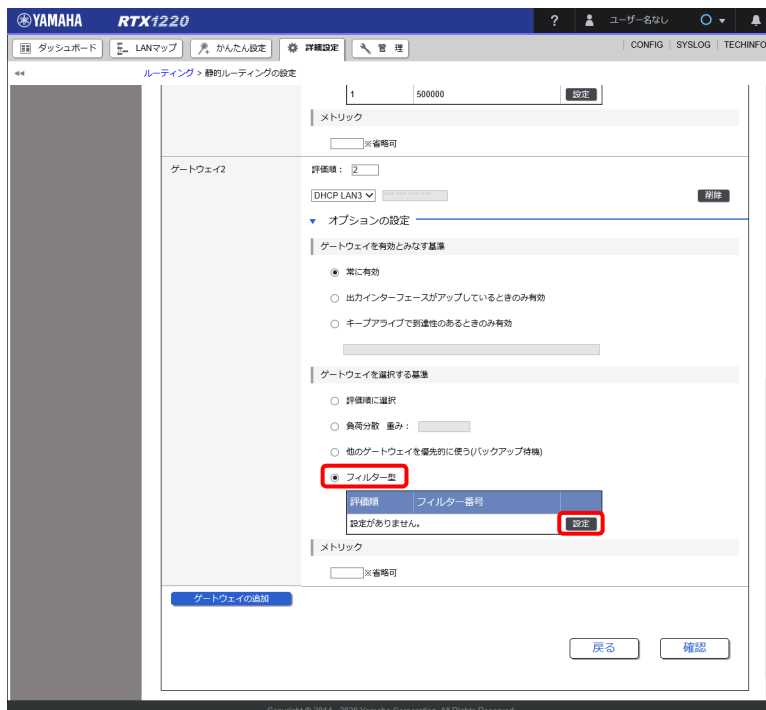 YAMAHA RTX1220 ? ユーザー名なし
ダッシュボード LANマップ かんたん設定 詳細設定 管理 CONFIG SYSLOG TECHINFO
ルーティング > 静的ルーティングの設定
1 500000 設定
メトリック
※省略可
ゲートウェイ2 評価順： 2
DHCP LAN3 削除
オプションの設定
ゲートウェイを有効とみなす基準
常に有効
出力インターフェースがアップしているときのみ有効
キープアライブで到達性のあるときのみ有効
ゲートウェイを選択する基準
評価順に選択
負荷分散 重み：
他のゲートウェイを優先的に使う(バックアップ待機)
フィルター型
評価順 フィルター番号
設定がありません。 設定
メトリック
※省略可
ゲートウェイの追加
戻る 確認